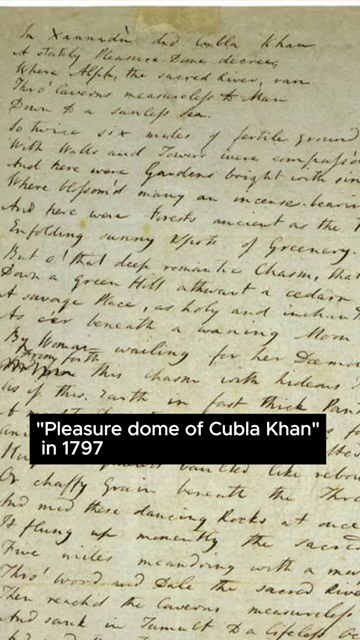 In Xannadù did Cubla Khan
A stately Pleasure-Dome decree,
Where Alph, the sacred River, ran
Thro' Caverns measureless to Man
Down to a sunless Sea.
So twice six miles of fertile ground
With Walls and Towers were compass'd
And here were Gardens bright with
Where blossom'd many an incense-bearing
And here were Forests ancient as the
Enfolding sunny Spots of Greenery.
But o! that deep romantic Chasm, that
Down a green Hill athwart a cedarn
A savage Place, as holy and inchanted
As e'er beneath a waning Moon
By Woman wailing for her Dæmon
From forth this chasm with hideous
As if this Earth in fast thick
"Pleasure dome of Cubla Khan"
in 1797
Or chaffy Grain beneath the
And mid these dancing Rocks at once
It flung up momently the sacred
Five miles meandring with a
Thro' Wood and Dale the sacred River
Then reach'd the Caverns measureless
And sank in Tumult to a lifeless